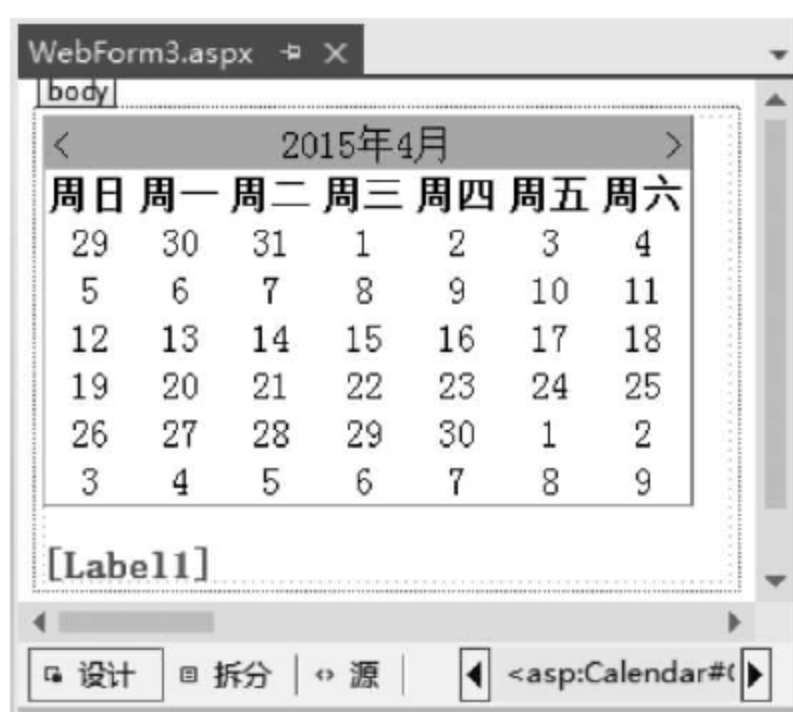 WebForm3.aspx
body
< 2015年4月 >
周日 周一 周二 周三 周四 周五 周六
29 30 31 1 2 3 4
5 6 7 8 9 10 11
12 13 14 15 16 17 18
19 20 21 22 23 24 25
26 27 28 29 30 1 2
3 4 5 6 7 8 9
[Label1]
设计 拆分 源 <asp:Calendar#